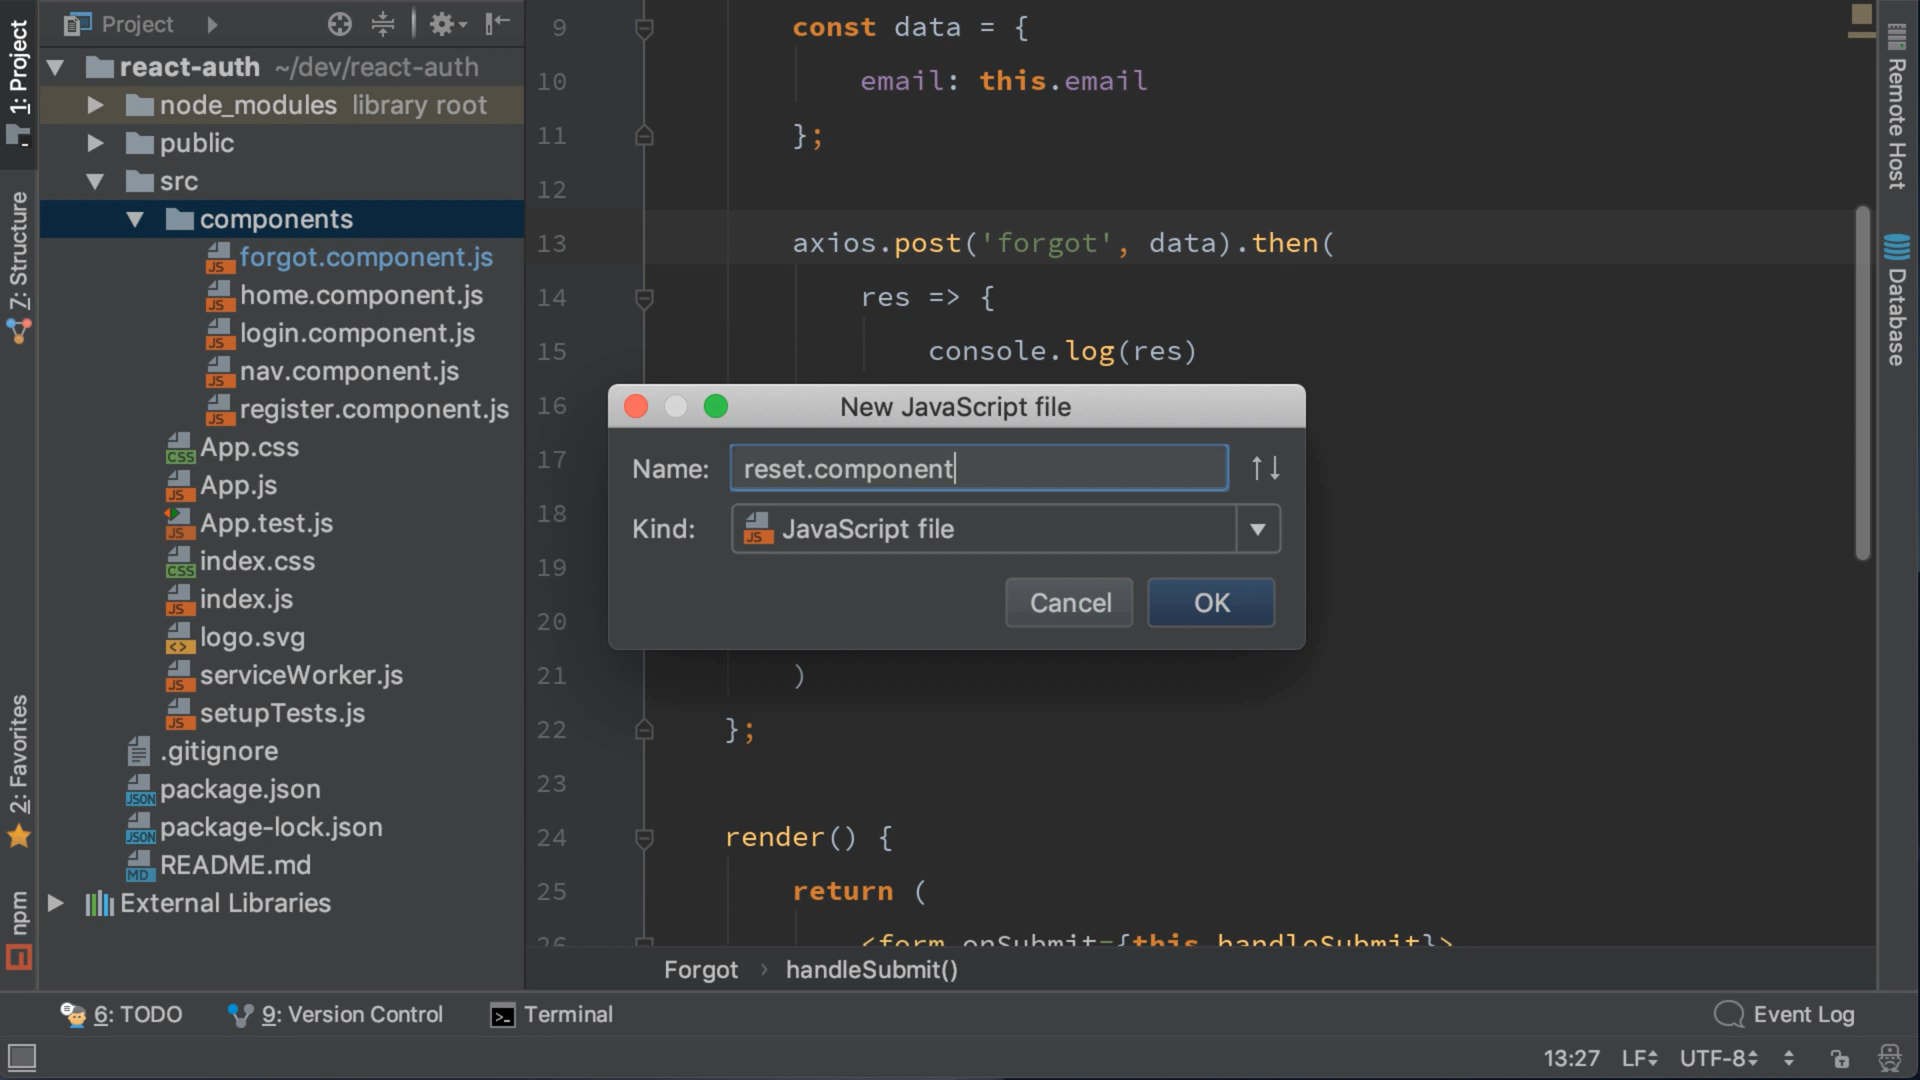 1: Project
Z: Structure
2: Favorites
npm
Project
react-auth ~/dev/react-auth
node_modules library root
public
src
components
forgot.component.js
home.component.js
login.component.js
nav.component.js
register.component.js
App.css
App.js
App.test.js
index.css
index.js
logo.svg
serviceWorker.js
setupTests.js
.gitignore
package.json
package-lock.json
README.md
External Libraries
9 const data = {
10 email: this.email
11 };
12
13 axios.post('forgot', data).then(
14 res => {
15 console.log(res)
16
17
18
19
20
21 )
22 };
23
24 render() {
25 return (
26 <form onSubmit={this.handleSubmit}>
New JavaScript file
Name: reset.component
Kind: JavaScript file
Cancel OK
Forgot › handleSubmit()
Remote Host
Database
6: TODO 9: Version Control Terminal Event Log
13:27 LF UTF-8